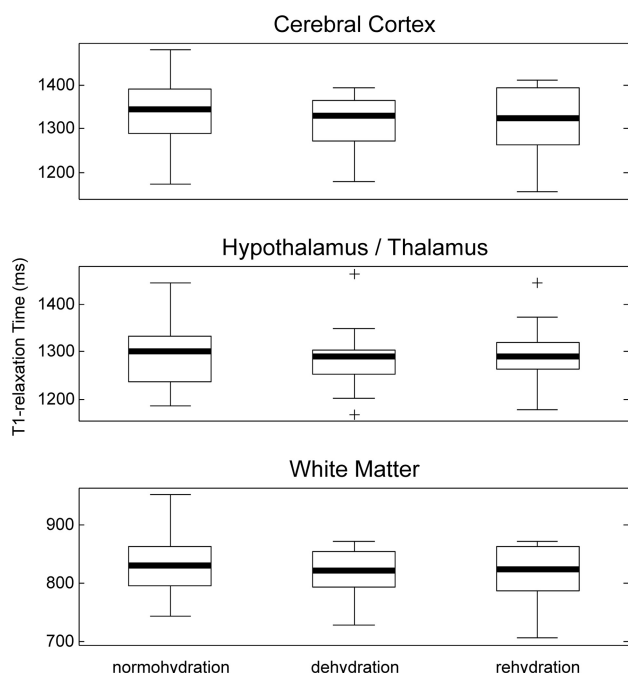 Cerebral Cortex
1400
1300
1200
Hypothalamus / Thalamus
T1-relaxation Time (ms)
1400
1300
1200
White Matter
900
800
700
normohydration dehydration rehydration